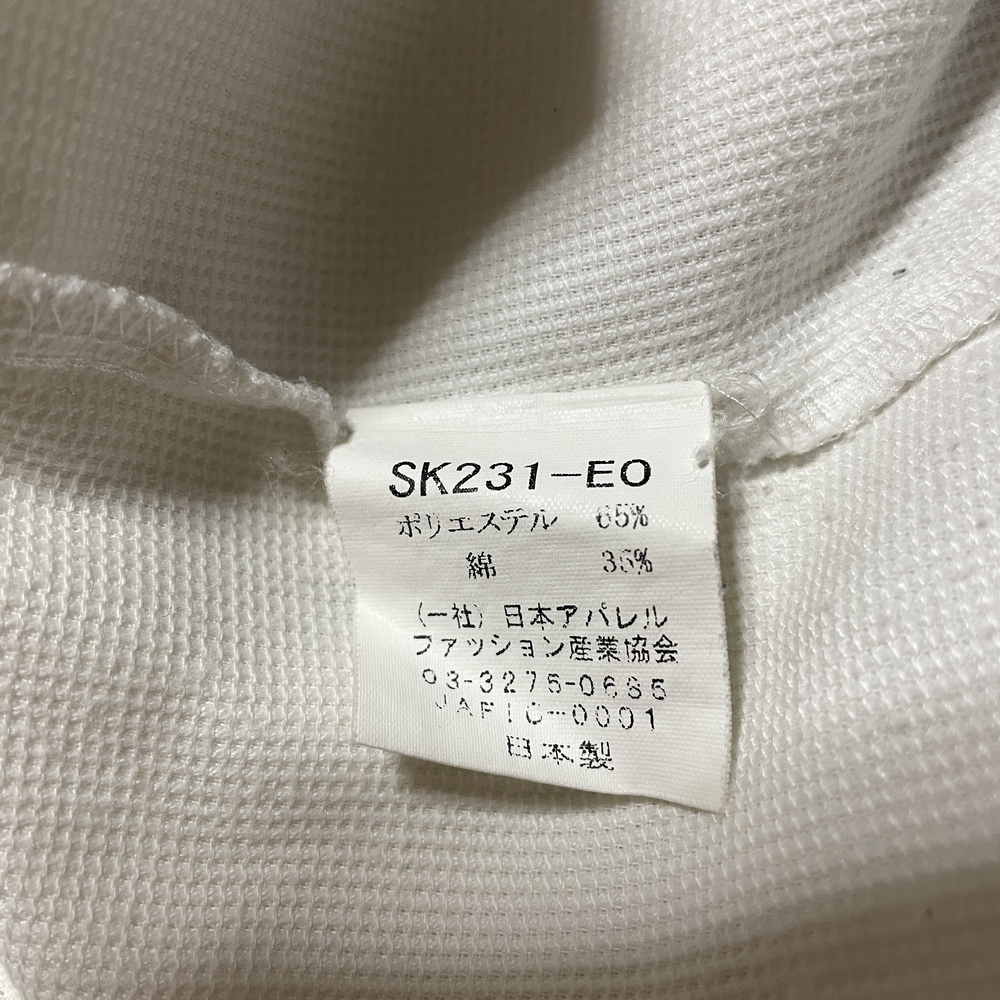 SK231-EO
ポリエステル 65%
綿 35%
(一社) 日本アパレル
ファッション産業協会
03-3275-0685
JAFIC-0001
日本製